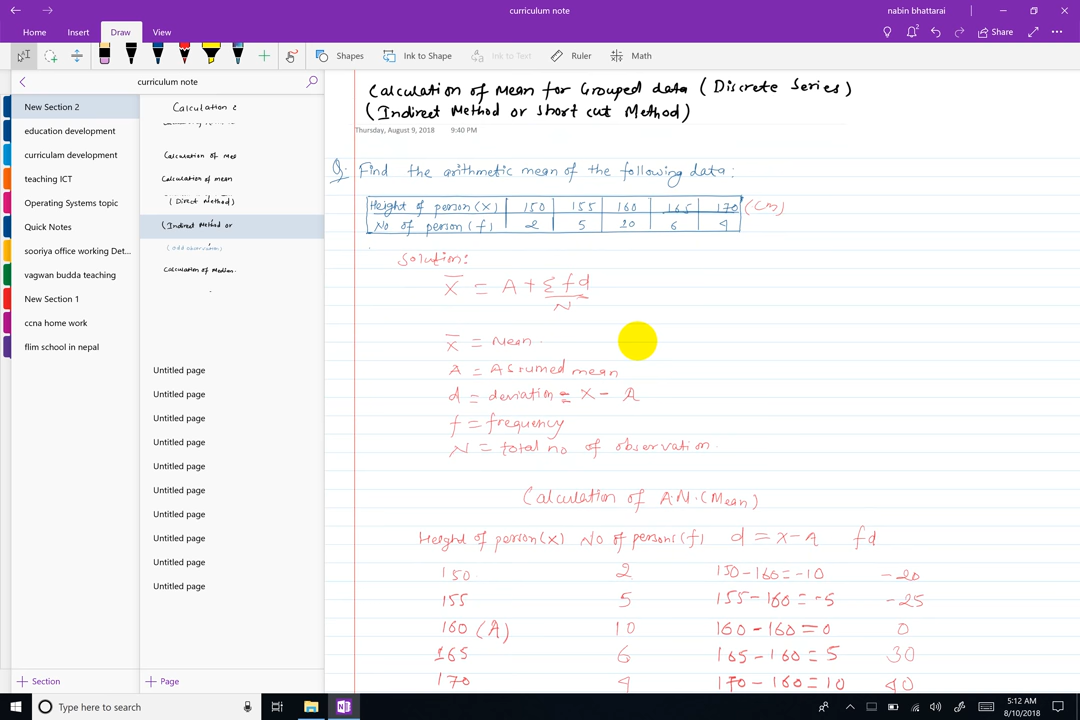 curriculum note
nabin bhattarai
Home Insert Draw View
Share
Shapes Ink to Shape Ink to Text Ruler Math
curriculum note
New Section 2
education development
curriculam development
teaching ICT
Operating Systems topic
Quick Notes
sooriya office working Det...
vagwan budda teaching
New Section 1
ccna home work
flim school in nepal
Section
Calculation c
Calculation of Mea
Calculation of mean
(Direct Method)
(Indirect Method or
(odd observation)
Calculation of Median.
Untitled page
Untitled page
Untitled page
Untitled page
Untitled page
Untitled page
Untitled page
Untitled page
Untitled page
Untitled page
Page
Calculation of Mean for Grouped data (Discrete Series)
(Indirect Method or Short cut Method)
Thursday, August 9, 2018 9:40 PM
Q. Find the arithmetic mean of the following data:
Height of person (X) 150 155 160 165 170 (Cm)
No of person (f) 2 5 10 6 4
Solution:
X̅ = A + Σfd/N
X̅ = Mean.
A = Assumed mean
d = deviation = X - A
f = frequency
N = total no of observation.
Calculation of A.M. (Mean)
Height of person (x) No of persons (f) d = X - A fd
150 2 150-160=-10 -20
155 5 155-160=-5 -25
160 (A) 10 160-160=0 0
165 6 165-160=5 30
170 4 170-160=10 40
Type here to search
5:12 AM
8/10/2018